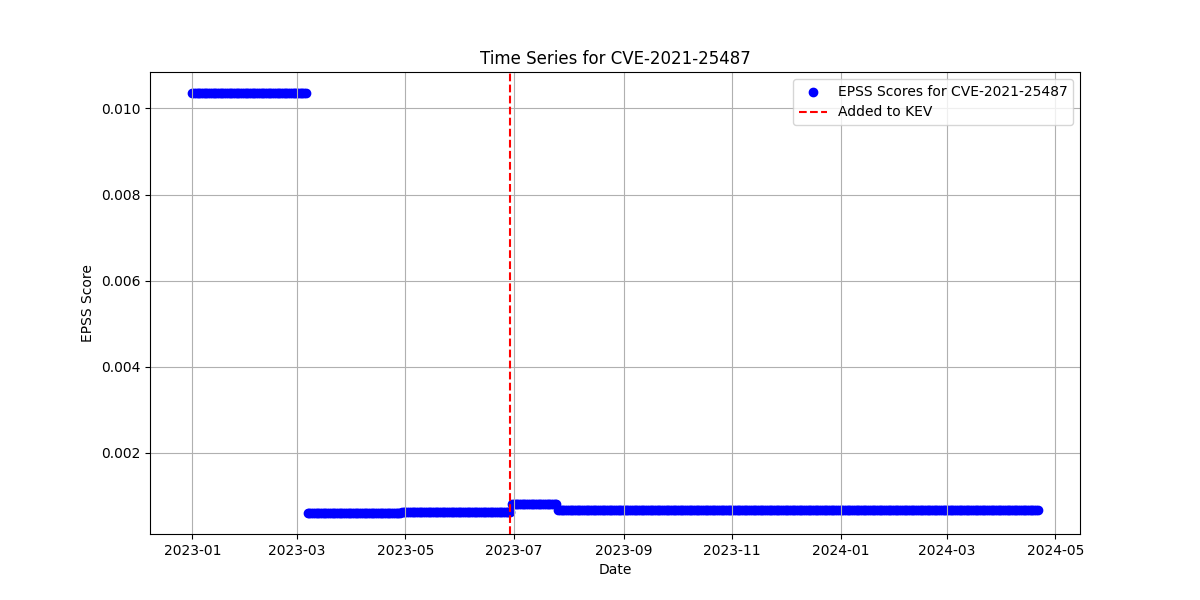 Time Series for CVE-2021-25487
EPSS Scores for CVE-2021-25487
Added to KEV
EPSS Score
0.010
0.008
0.006
0.004
0.002
2023-01
2023-03
2023-05
2023-07
2023-09
2023-11
2024-01
2024-03
2024-05
Date